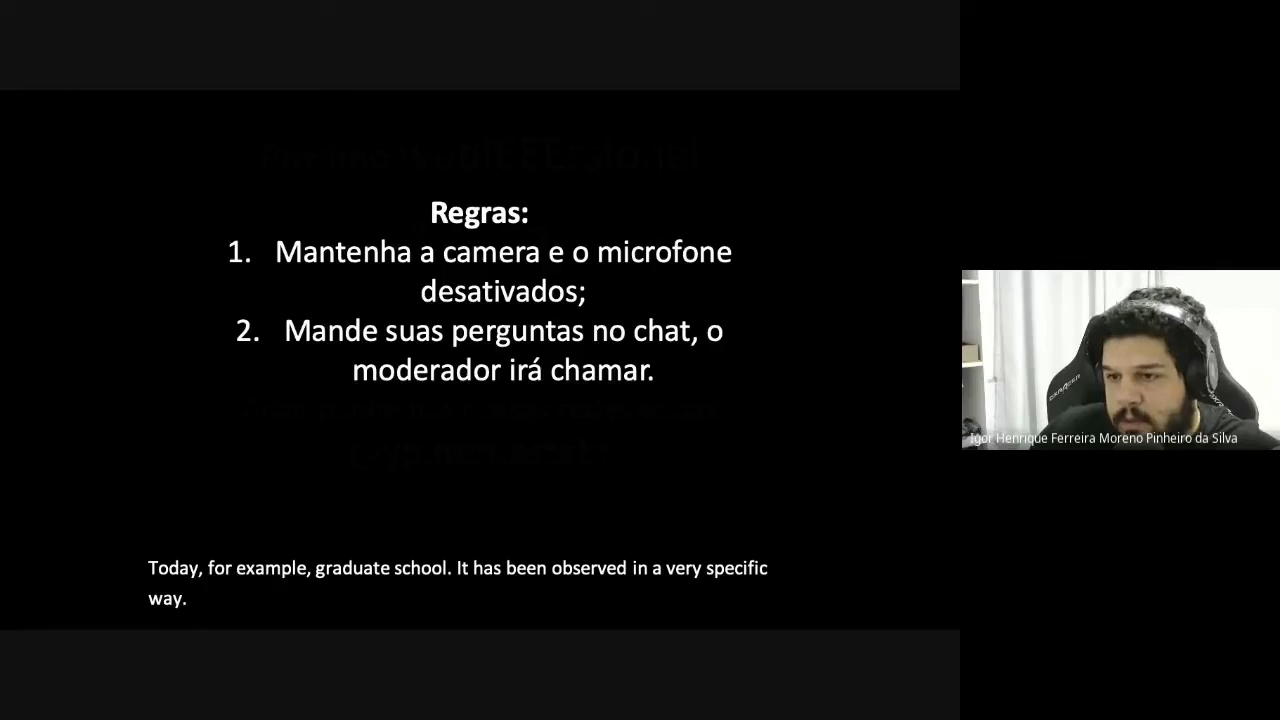 Regras:
1. Mantenha a camera e o microfone
desativados;
2. Mande suas perguntas no chat, o
moderador irá chamar.
Igor Henrique Ferreira Moreno Pinheiro da Silva
Today, for example, graduate school. It has been observed in a very specific
way.